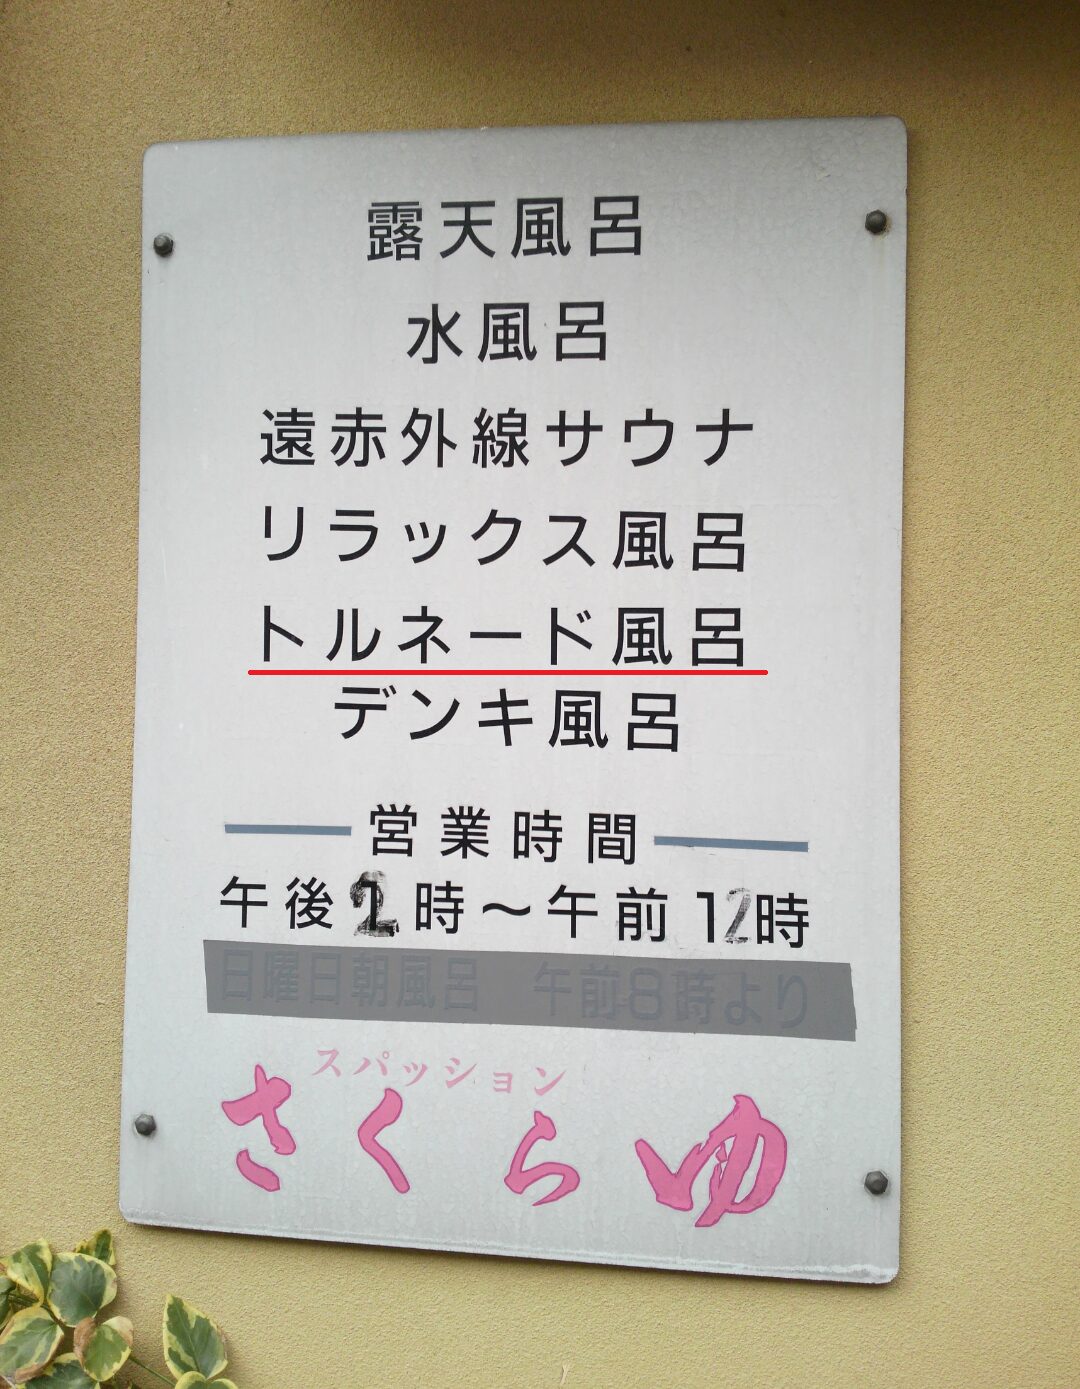 露天風呂
水風呂
遠赤外線サウナ
リラックス風呂
トルネード風呂
デンキ風呂
営業時間
午後2時～午前12時
日曜日朝風呂 午前8時より
スパッション
さくらゆ